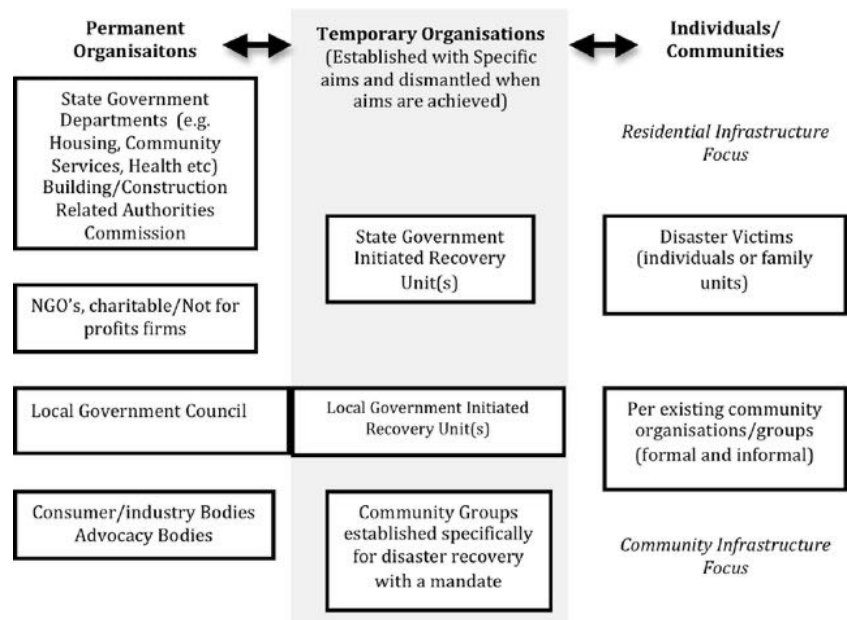 Permanent
Organisaitons
State Government
Departments (e.g.
Housing, Community
Services, Health etc)
Building/Construction
Related Authorities
Commission
NGO's, charitable/Not for
profits firms
Local Government Council
Consumer/industry Bodies
Advocacy Bodies
Temporary Organisations
(Established with Specific
aims and dismantled when
aims are achieved)
State Government
Initiated Recovery
Unit(s)
Local Government Initiated
Recovery Unit(s)
Community Groups
established specifically
for disaster recovery
with a mandate
Individuals/
Communities
Residential Infrastructure
Focus
Disaster Victims
(individuals or family
units)
Per existing community
organisations/groups
(formal and informal)
Community Infrastructure
Focus